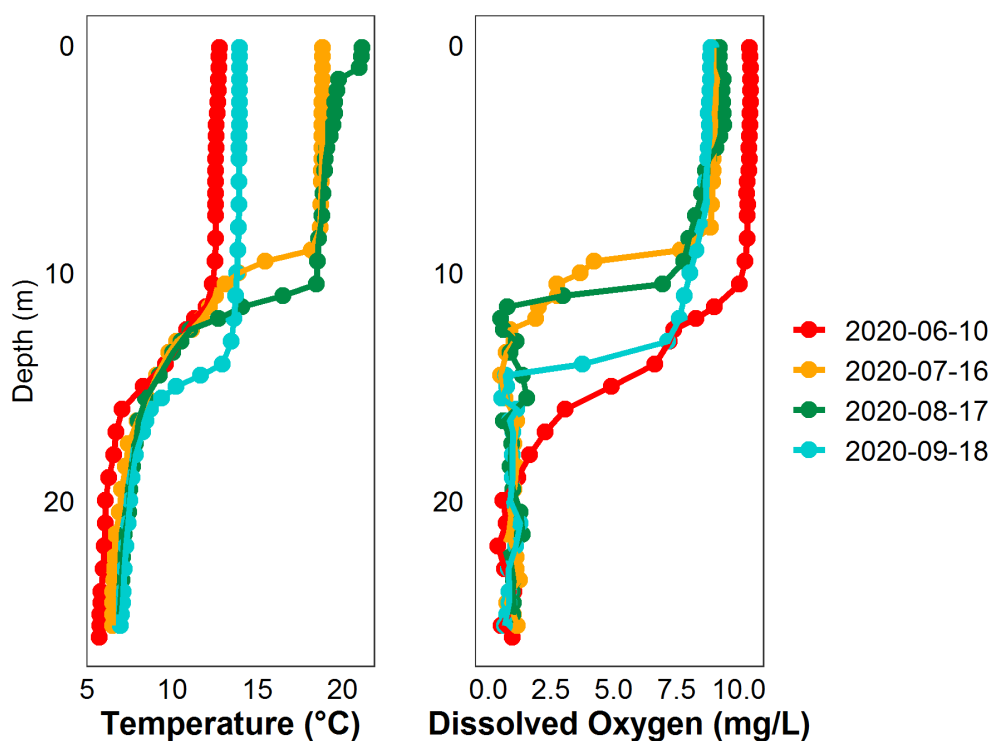 0
10
20
Depth (m)
5 10 15 20
Temperature (°C)
0
10
20
0.0 2.5 5.0 7.5 10.0
Dissolved Oxygen (mg/L)
2020-06-10
2020-07-16
2020-08-17
2020-09-18